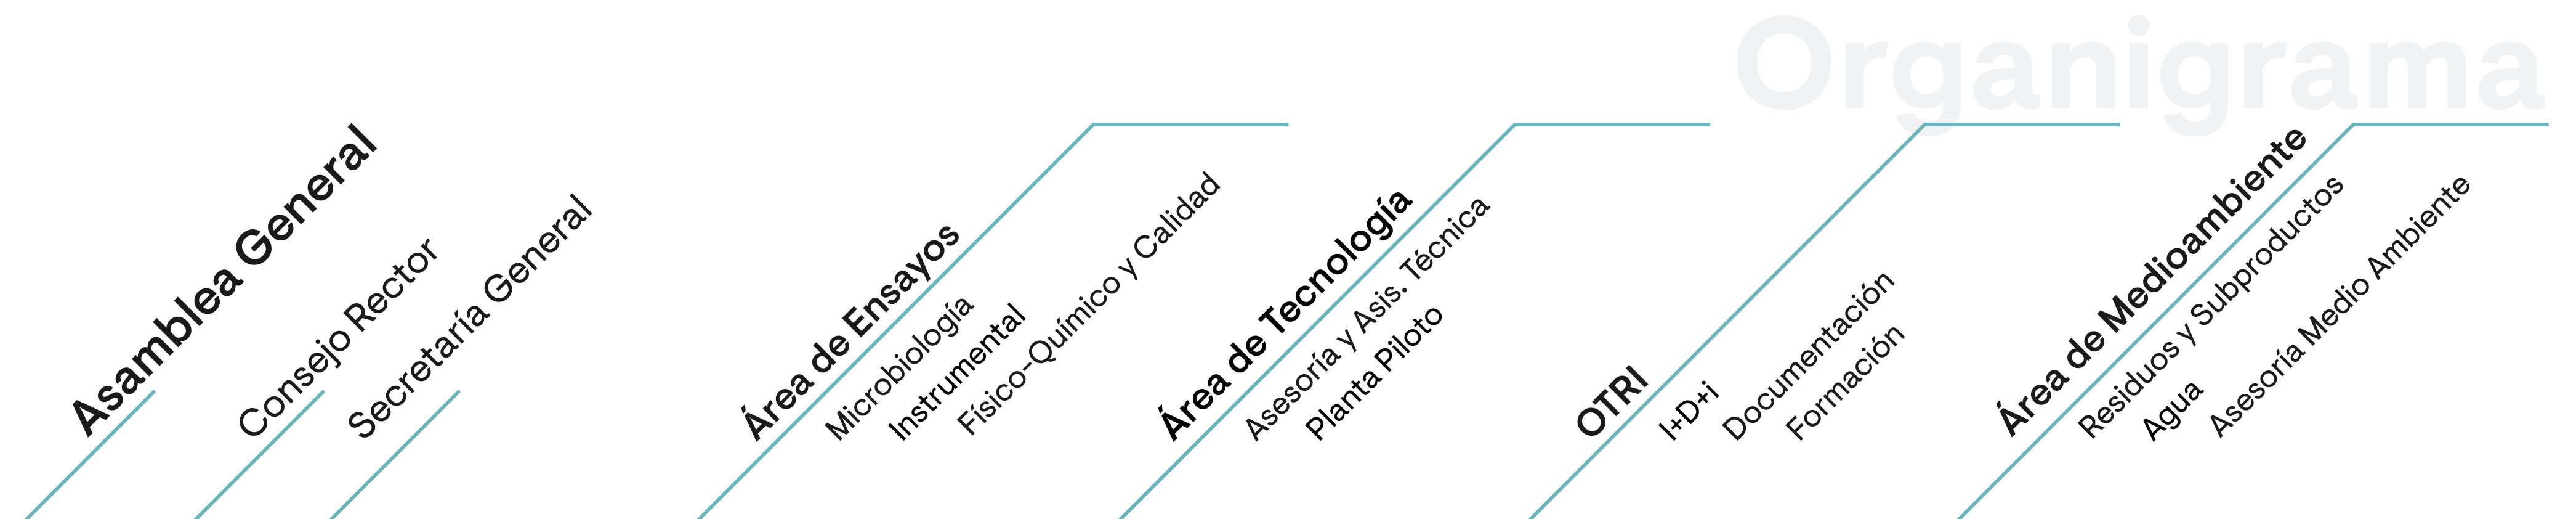 Organigrama
Asamblea General
Consejo Rector
Secretaría General
Área de Ensayos
Microbiología
Instrumental
Físico-Químico y Calidad
Área de Tecnología
Asesoría y Asis. Técnica
Planta Piloto
OTRI
I+D+i
Documentación
Formación
Área de Medioambiente
Residuos y Subproductos
Agua
Asesoría Medio Ambiente